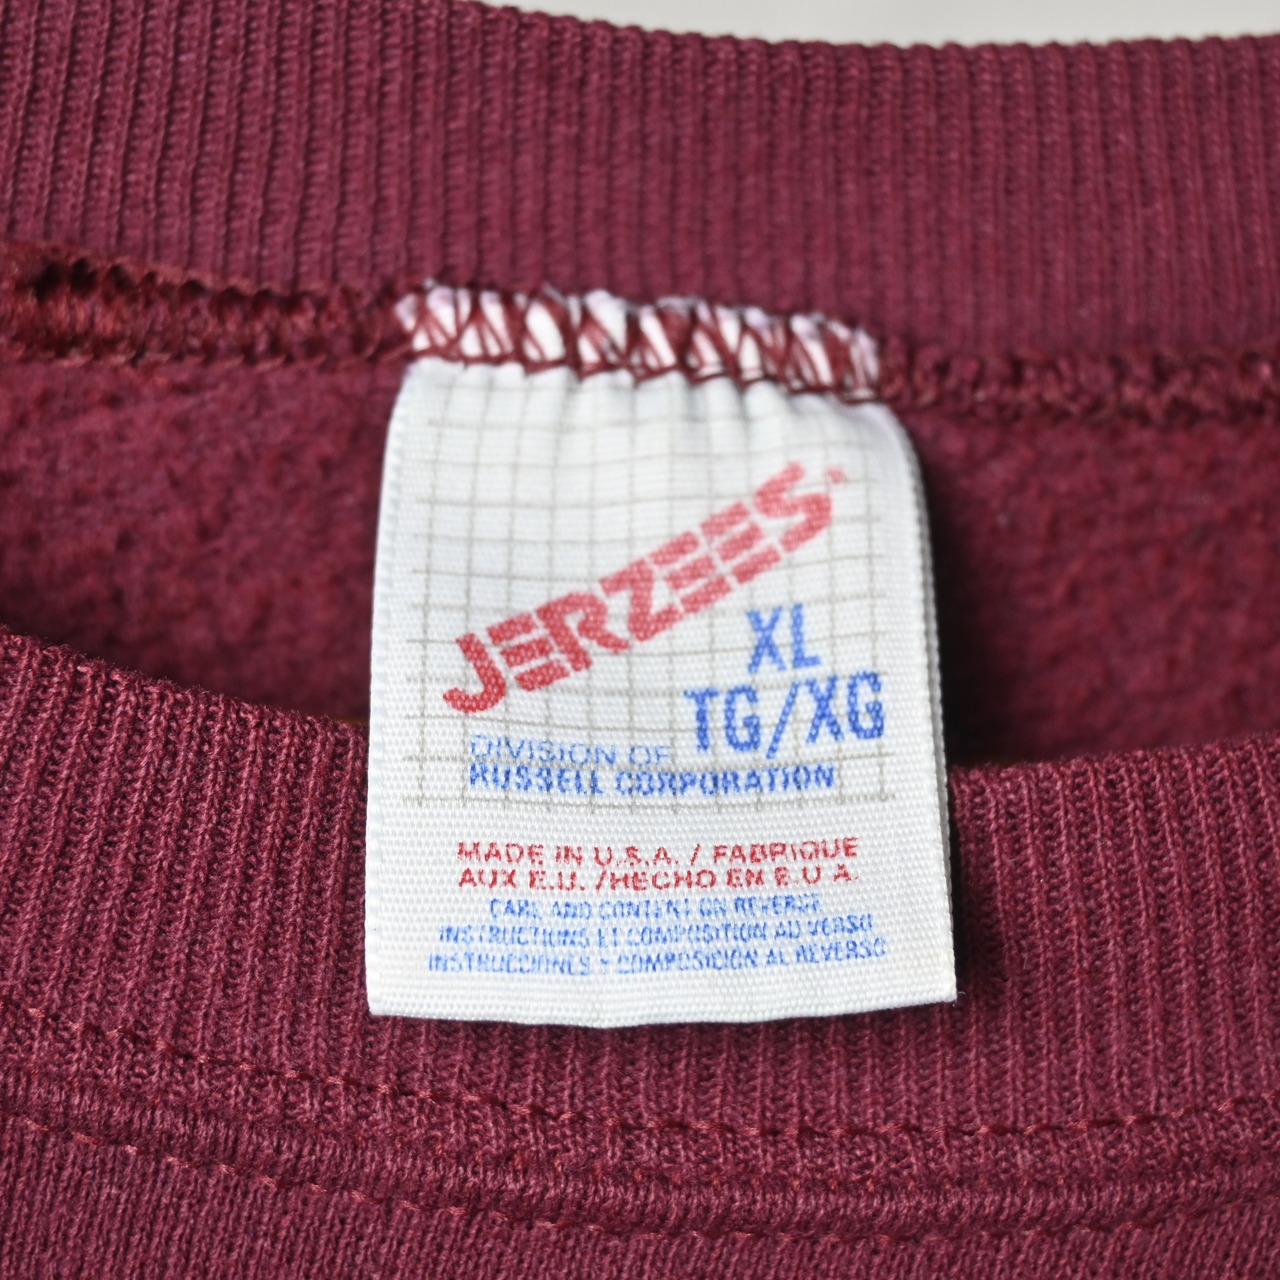 JERZEES®
XL
TG/XG
DIVISION OF
RUSSELL CORPORATION
MADE IN U.S.A. / FABRIQUE
AUX E.U. /HECHO EN E.U.A.
CARE AND CONTENT ON REVERSE
INSTRUCTIONS ET COMPOSITION AU VERSO
INSTRUCCIONES Y COMPOSICION AL REVERSO